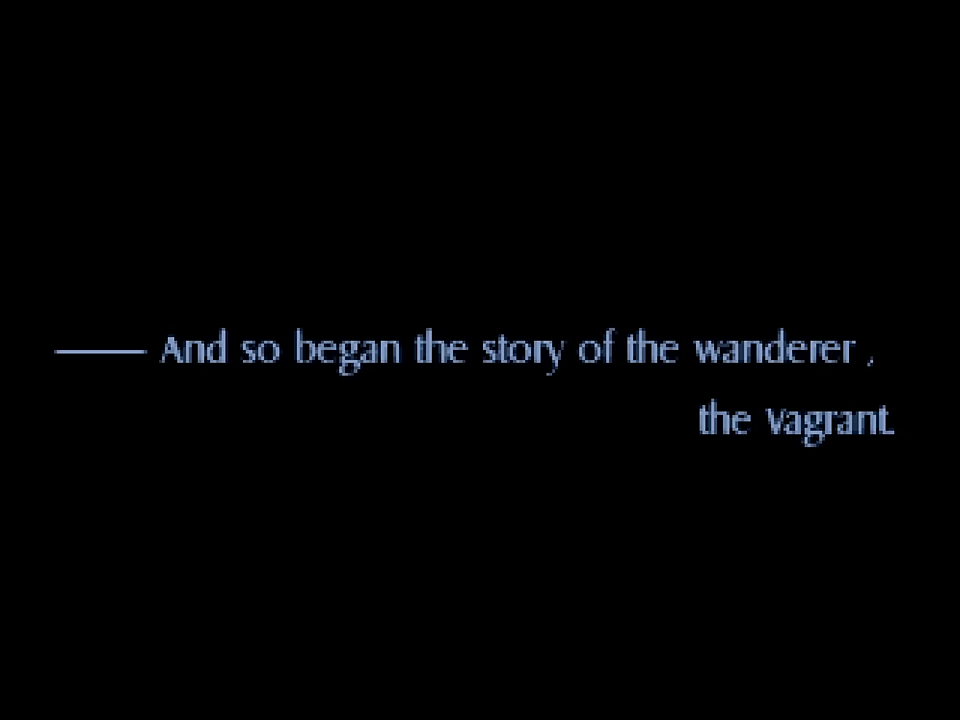 —— And so began the story of the wanderer ,
the vagrant.